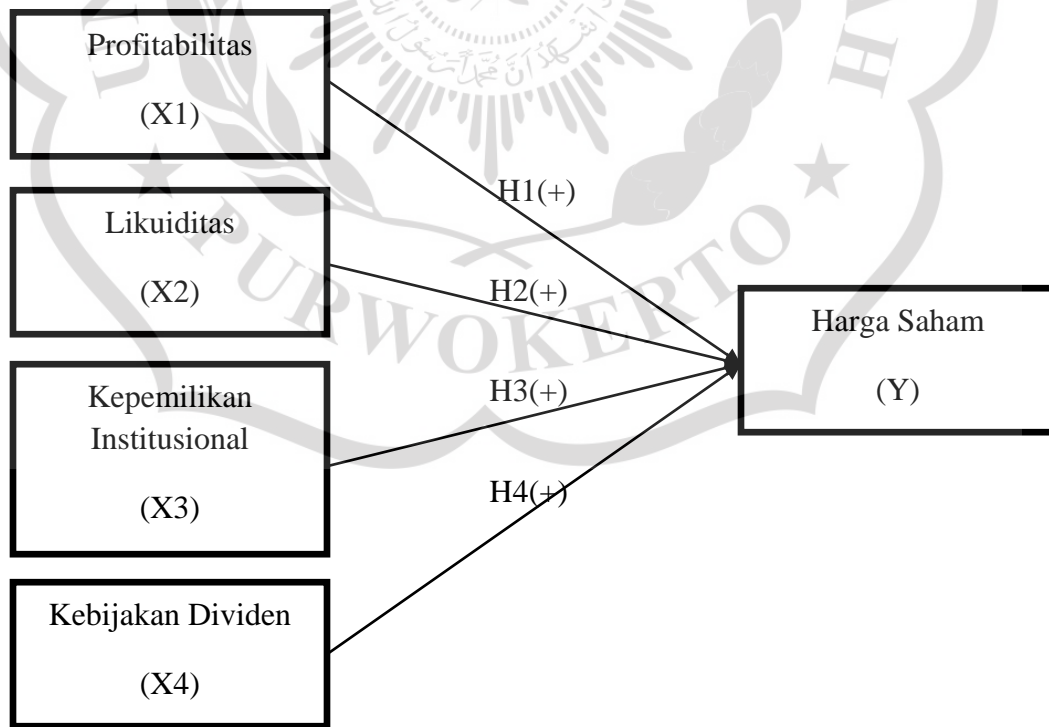 Profitabilitas
(X1)
Likuiditas
(X2)
Kepemilikan
Institusional
(X3)
Kebijakan Dividen
(X4)
H1(+)
H2(+)
H3(+)
H4(+)
Harga Saham
(Y)
PURWOKERTO